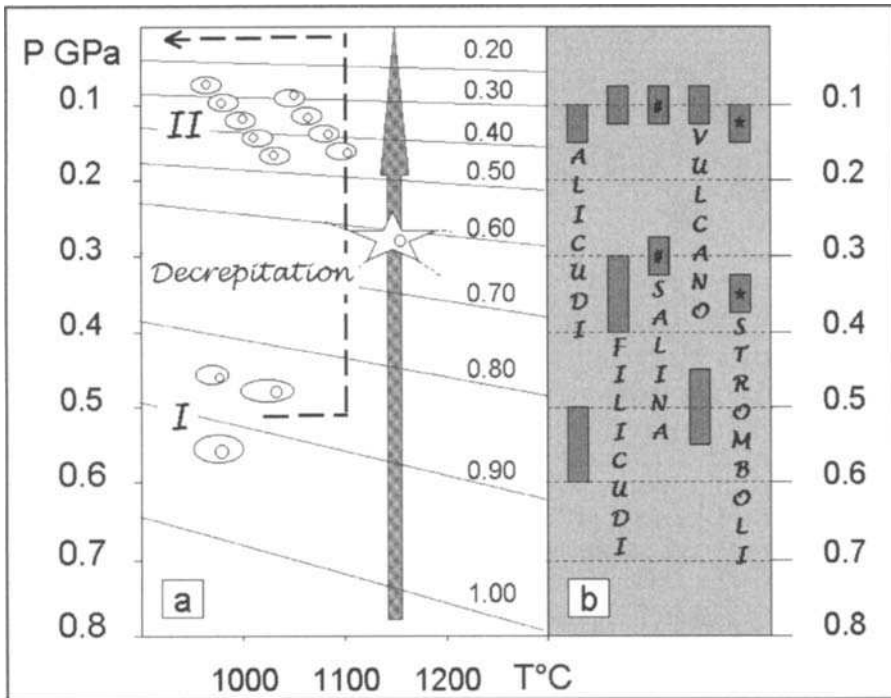 P GPa
0.1
0.2
0.3
0.4
0.5
0.6
0.7
0.8
II
Decrepitation
I
a
0.20
0.30
0.40
0.50
0.60
0.70
0.80
0.90
1.00
1000
1100
1200
T°C
ALICUDI
FILICUDI
#
#
SALINA
VULCANO
*
*
STROMBOLI
b
0.1
0.2
0.3
0.4
0.5
0.6
0.7
0.8